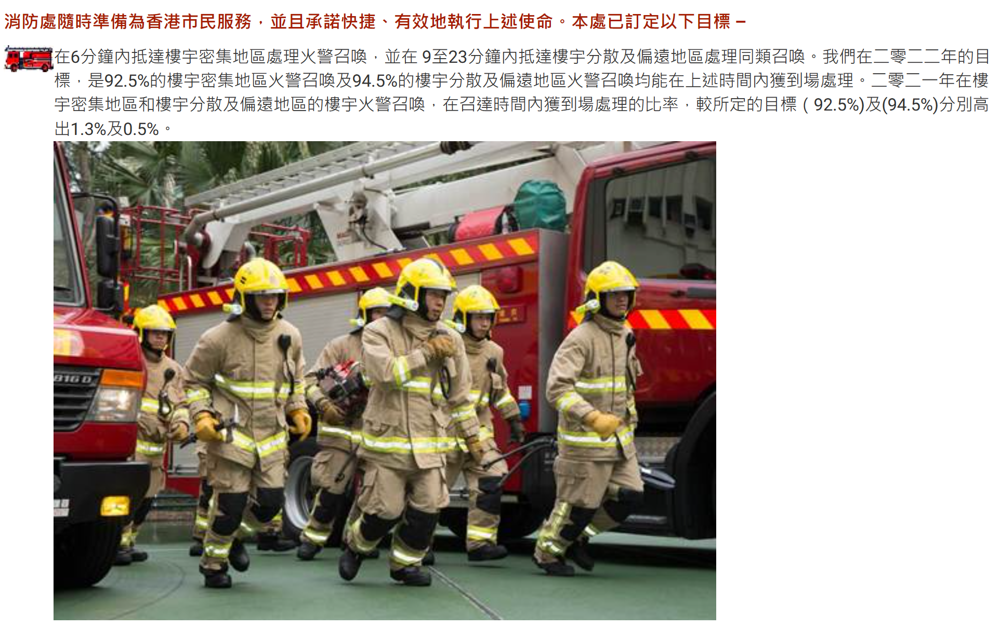 消防處隨時準備為香港市民服務，並且承諾快捷、有效地執行上述使命。本處已訂定以下目標 –
在6分鐘內抵達樓宇密集地區處理火警召喚，並在 9至23分鐘內抵達樓宇分散及偏遠地區處理同類召喚。我們在二零二二年的目
標，是92.5%的樓宇密集地區火警召喚及94.5%的樓宇分散及偏遠地區火警召喚均能在上述時間內獲到場處理。二零二一年在樓
宇密集地區和樓宇分散及偏遠地區的樓宇火警召喚，在召達時間內獲到場處理的比率，較所定的目標 ( 92.5%)及(94.5%)分別高
出1.3%及0.5%。
816 D